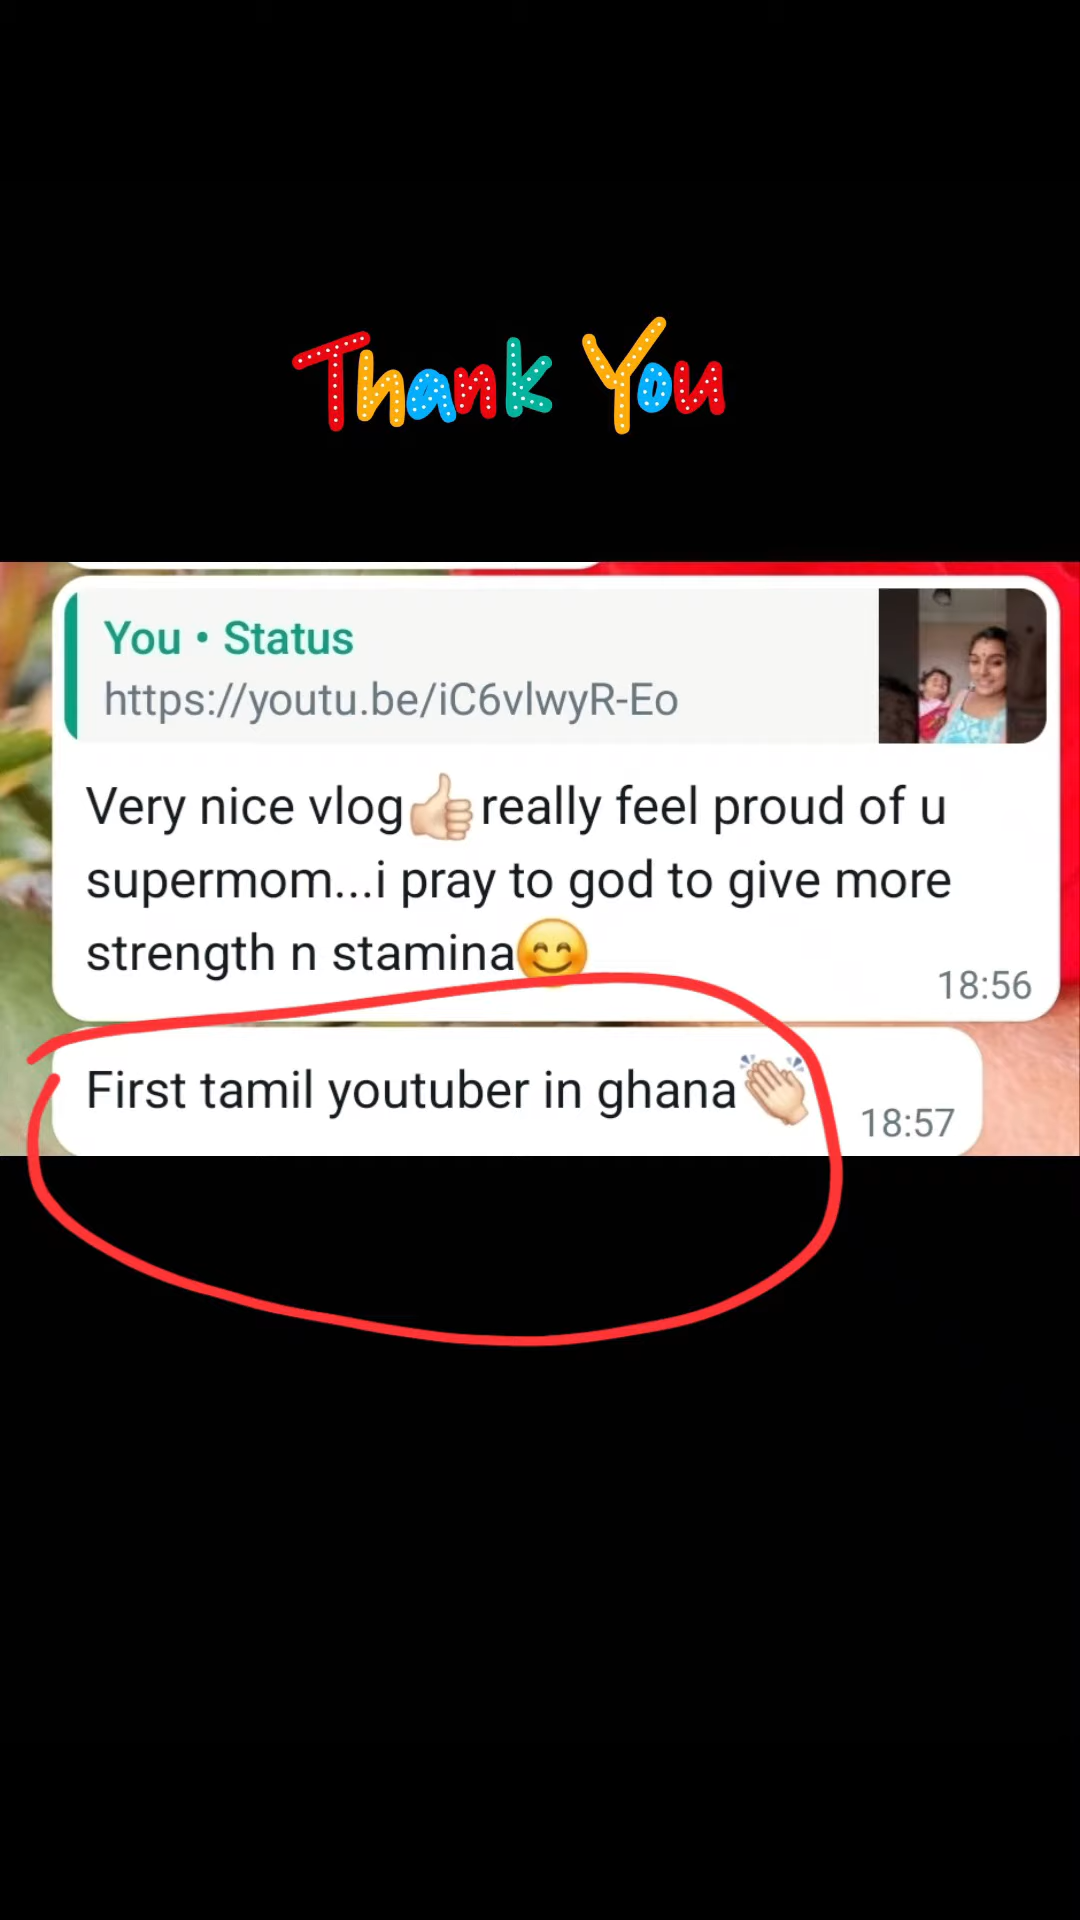 Thank You
You • Status
https://youtu.be/iC6vlwyR-Eo
Very nice vlog👍🏻really feel proud of u
supermom...i pray to god to give more
strength n stamina😊
18:56
First tamil youtuber in ghana👏🏻
18:57